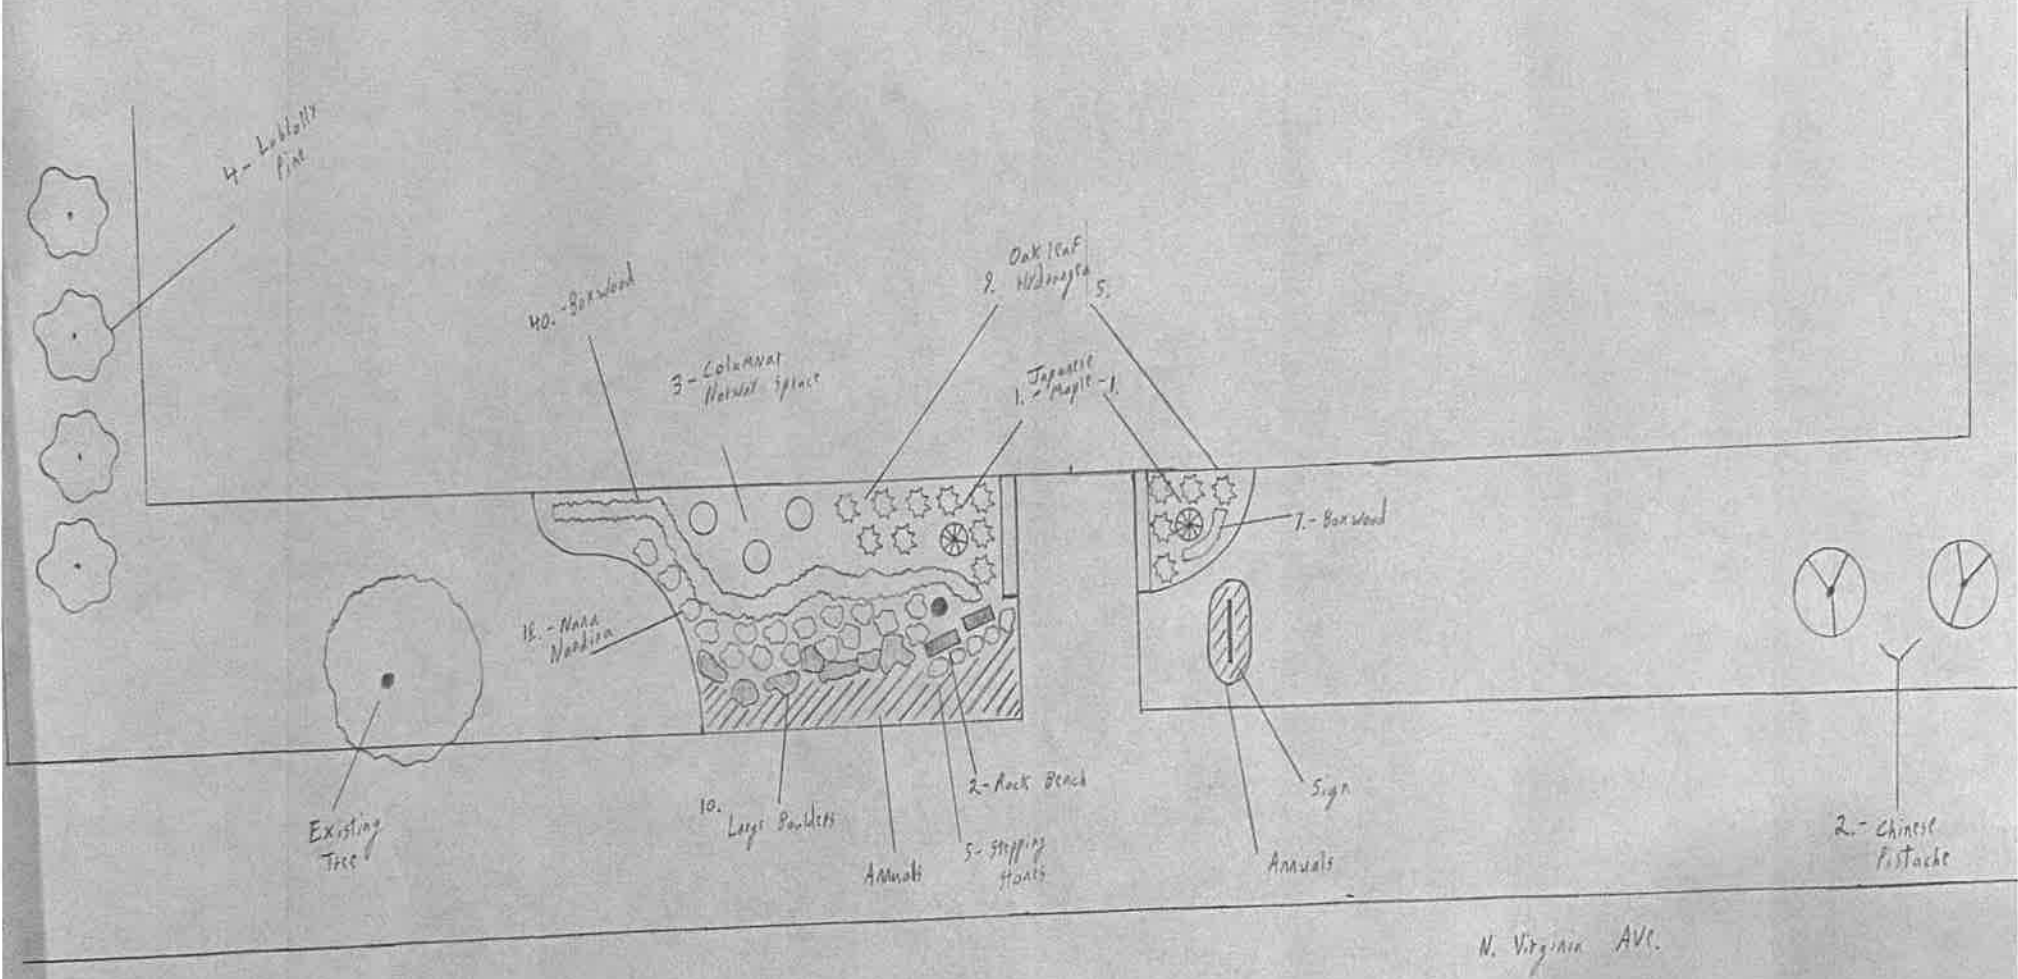 4- Loblolly
Pine
Oak leaf
9. Hydrangea 5.
40.-Boxwood
3-Columnar
Norway Spruce
Japanese
1.- Maple -1.
7.-Boxwood
Nana
Nandina
2-Rock Bench
10.
Large Boulders
Sign
Existing
Tree
Annuals
5-Stepping
Stones
Annuals
2.- Chinese
Pistache
N. Virginia AVE.